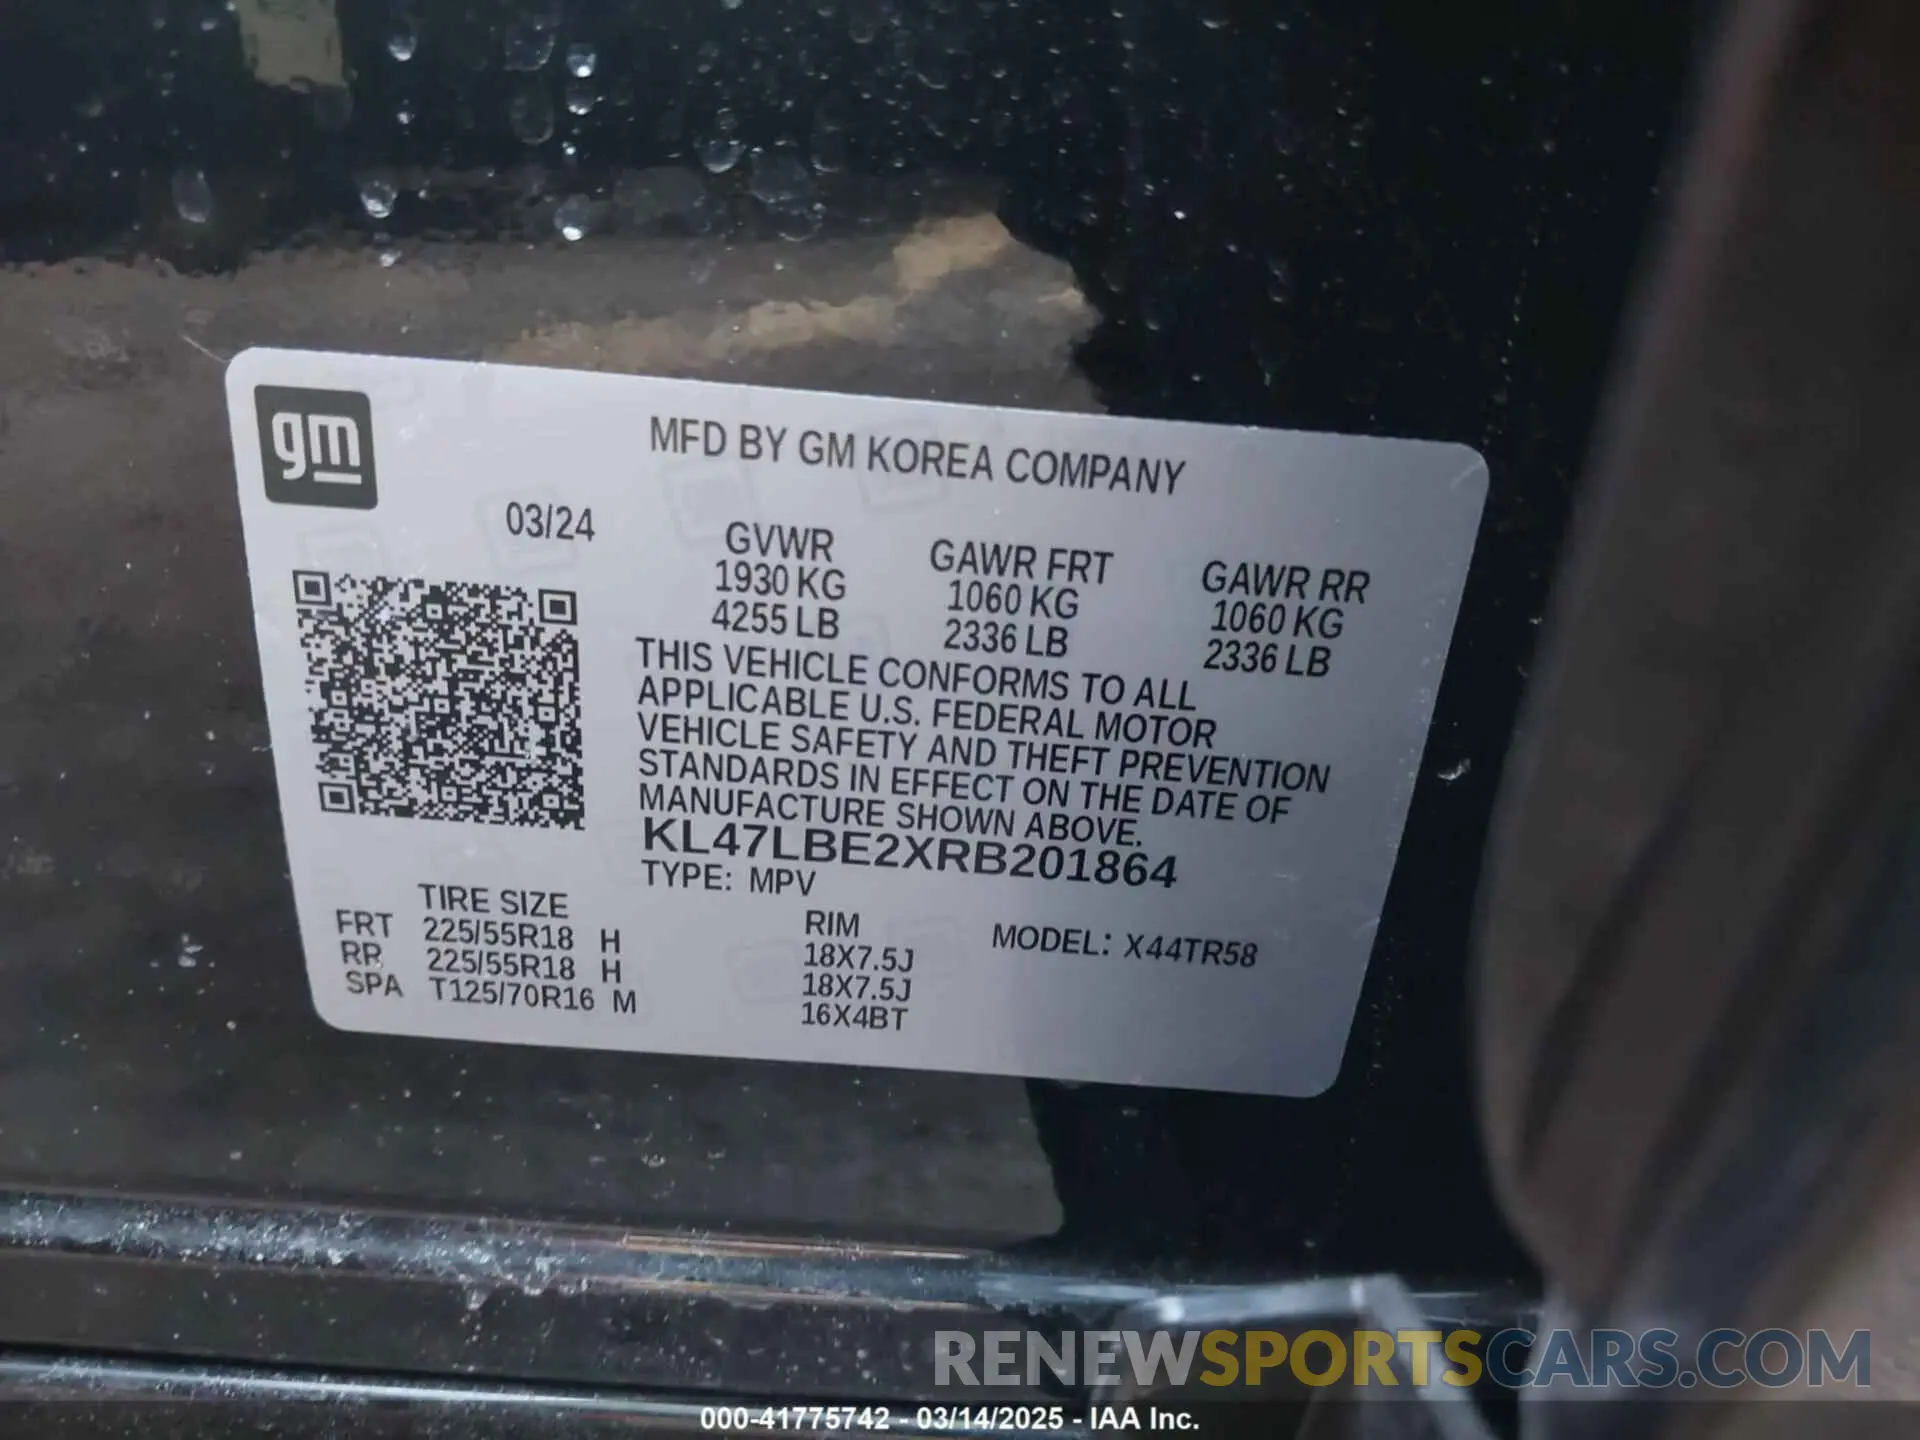 gm
MFD BY GM KOREA COMPANY
03/24
GVWR
1930 KG
4255 LB
GAWR FRT
1060 KG
2336 LB
GAWR RR
1060 KG
2336 LB
THIS VEHICLE CONFORMS TO ALL
APPLICABLE U.S. FEDERAL MOTOR
VEHICLE SAFETY AND THEFT PREVENTION
STANDARDS IN EFFECT ON THE DATE OF
MANUFACTURE SHOWN ABOVE.
KL47LBE2XRB201864
TYPE: MPV
TIRE SIZE RIM MODEL: X44TR58
FRT 225/55R18 H 18X7.5J
RR 225/55R18 H 18X7.5J
SPA T125/70R16 M 16X4BT
RENEWSPORTSCARS.COM
000-41775742 - 03/14/2025 - IAA Inc.